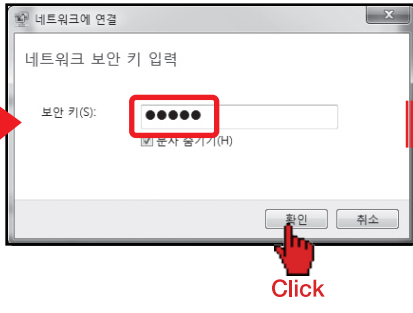 네트워크에 연결
네트워크 보안 키 입력
보안 키(S): ●●●●●
문자 숨기기(H)
확인 취소
Click